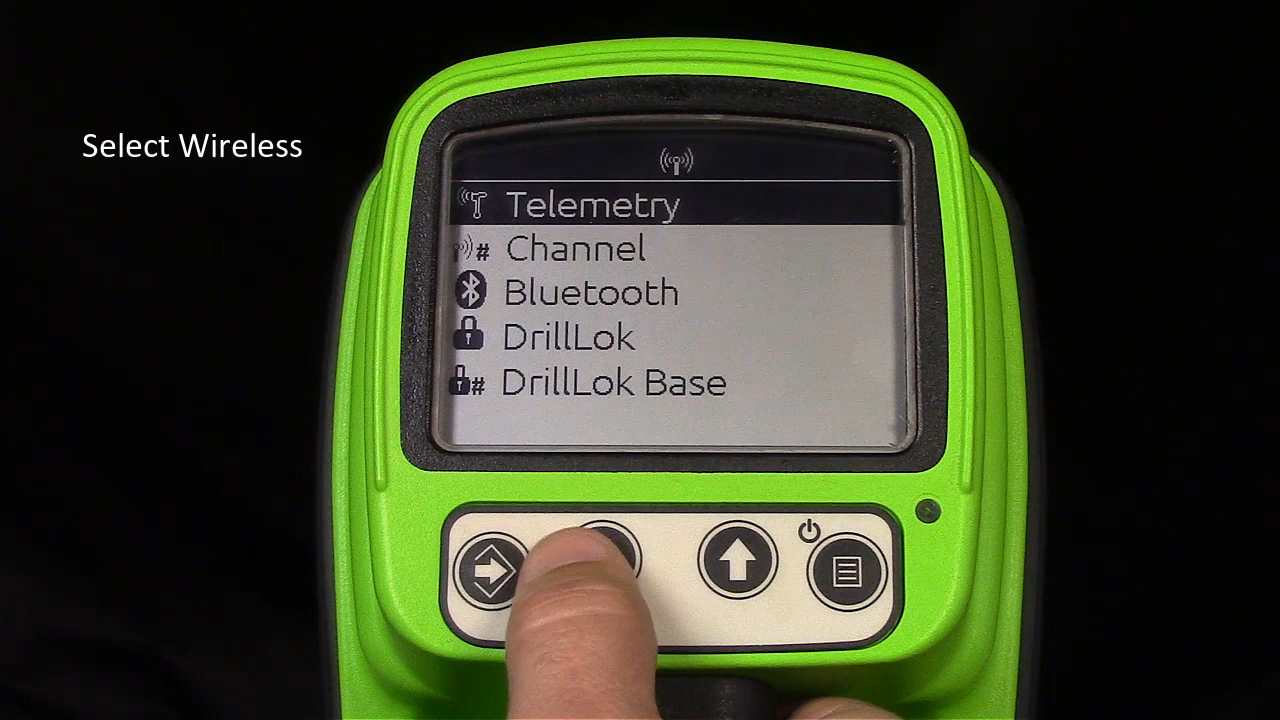 Select Wireless
Telemetry
# Channel
Bluetooth
DrillLok
# DrillLok Base